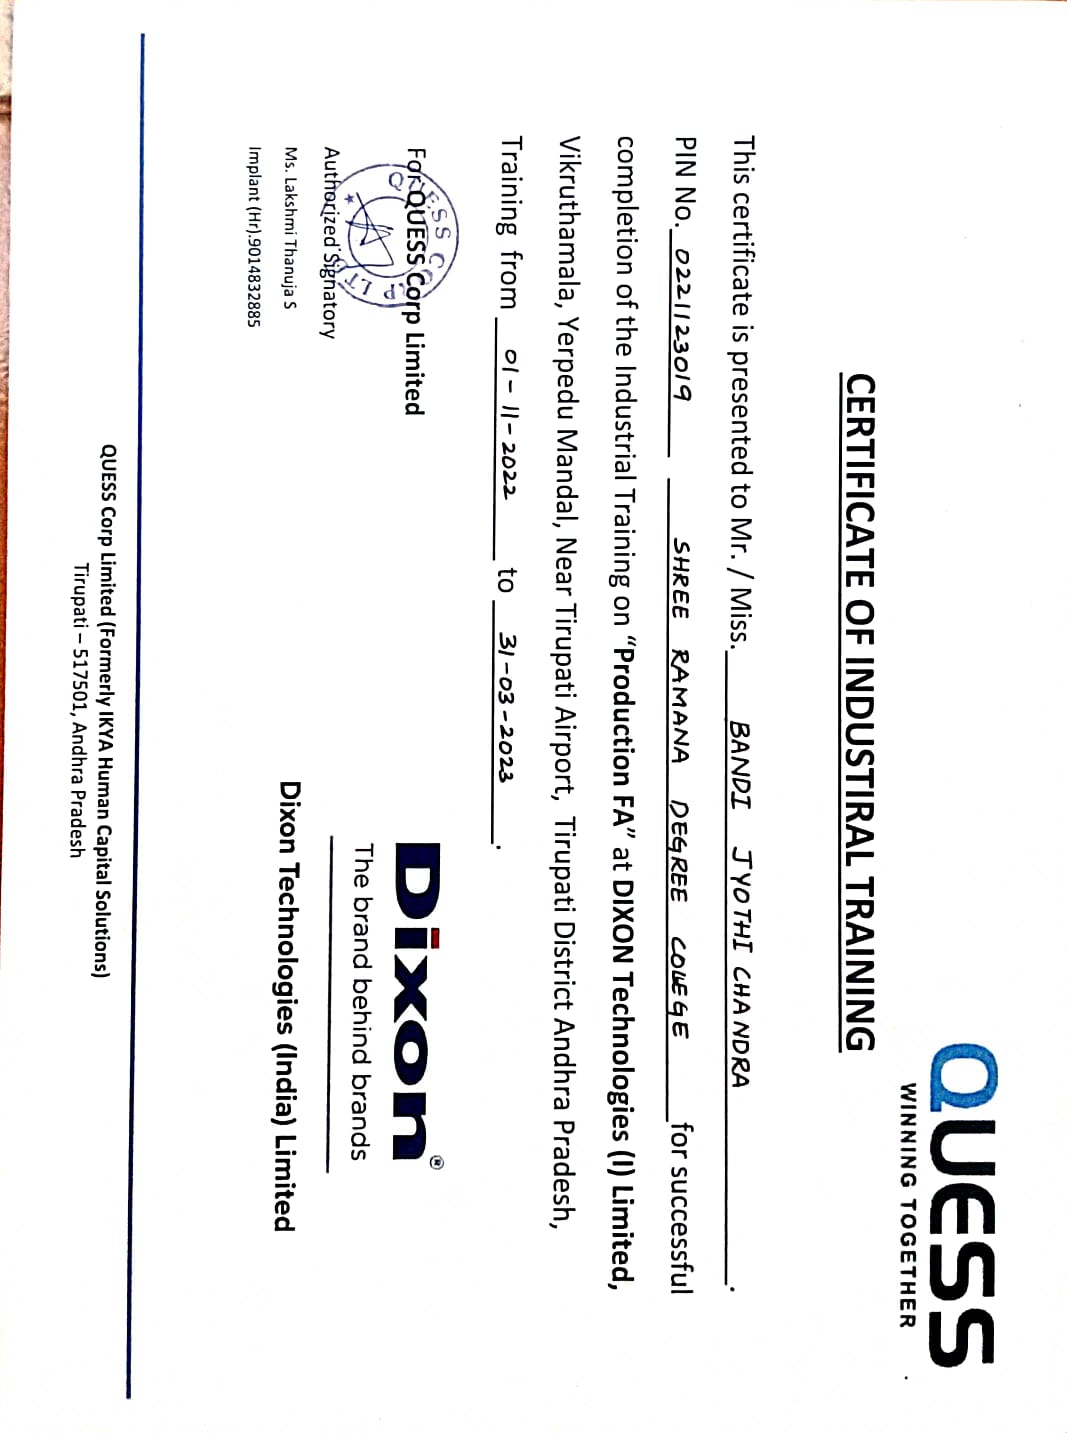 QUESS
WINNING TOGETHER
CERTIFICATE OF INDUSTIRAL TRAINING
This certificate is presented to Mr. / Miss. BANDI JYOTHI CHANDRA.
PIN No. 0221123019 SHREE RAMANA DEGREE COLLEGE for successful
completion of the Industrial Training on "Production FA" at DIXON Technologies (I) Limited,
Vikruthamala, Yerpedu Mandal, Near Tirupati Airport, Tirupati District Andhra Pradesh,
Training from 01-11-2022 to 31-03-2023.
For QUESS Corp Limited
QUESS CORP LTD
Authorized Signatory
Ms. Lakshmi Thanuja S
Implant (Hr).9014832885
Dixon®
The brand behind brands
Dixon Technologies (India) Limited
QUESS Corp Limited (Formerly IKYA Human Capital Solutions)
Tirupati – 517501, Andhra Pradesh